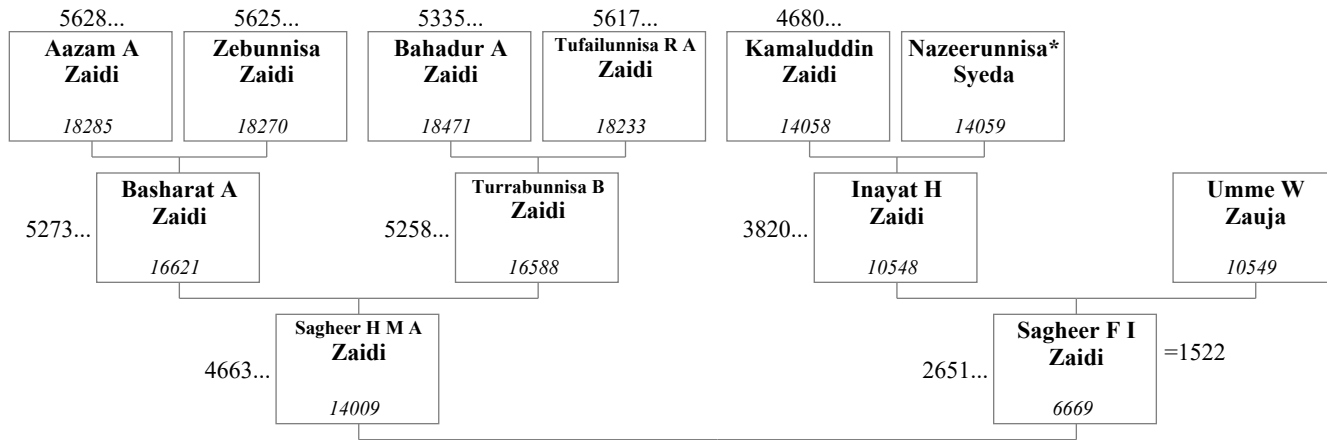 5628...
5625...
5335...
5617...
4680...
Aazam A
Zaidi
18285
Zebunnisa
Zaidi
18270
Bahadur A
Zaidi
18471
Tufailunnisa R A
Zaidi
18233
Kamaluddin
Zaidi
14058
Nazeerunnisa*
Syeda
14059
5273...
Basharat A
Zaidi
16621
5258...
Turrabunnisa B
Zaidi
16588
3820...
Inayat H
Zaidi
10548
Umme W
Zauja
10549
4663...
Sagheer H M A
Zaidi
14009
2651...
Sagheer F I
Zaidi
6669
=1522